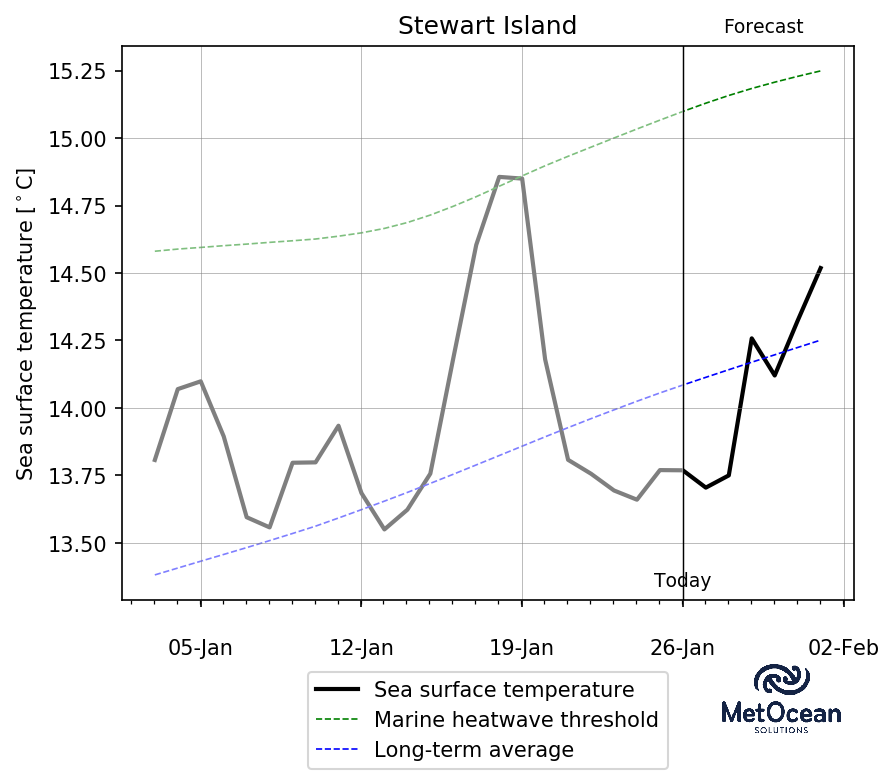 Stewart Island
Forecast
Sea surface temperature [°C]
15.25
15.00
14.75
14.50
14.25
14.00
13.75
13.50
Today
05-Jan 12-Jan 19-Jan 26-Jan 02-Feb
Sea surface temperature
Marine heatwave threshold
Long-term average
MetOcean
SOLUTIONS